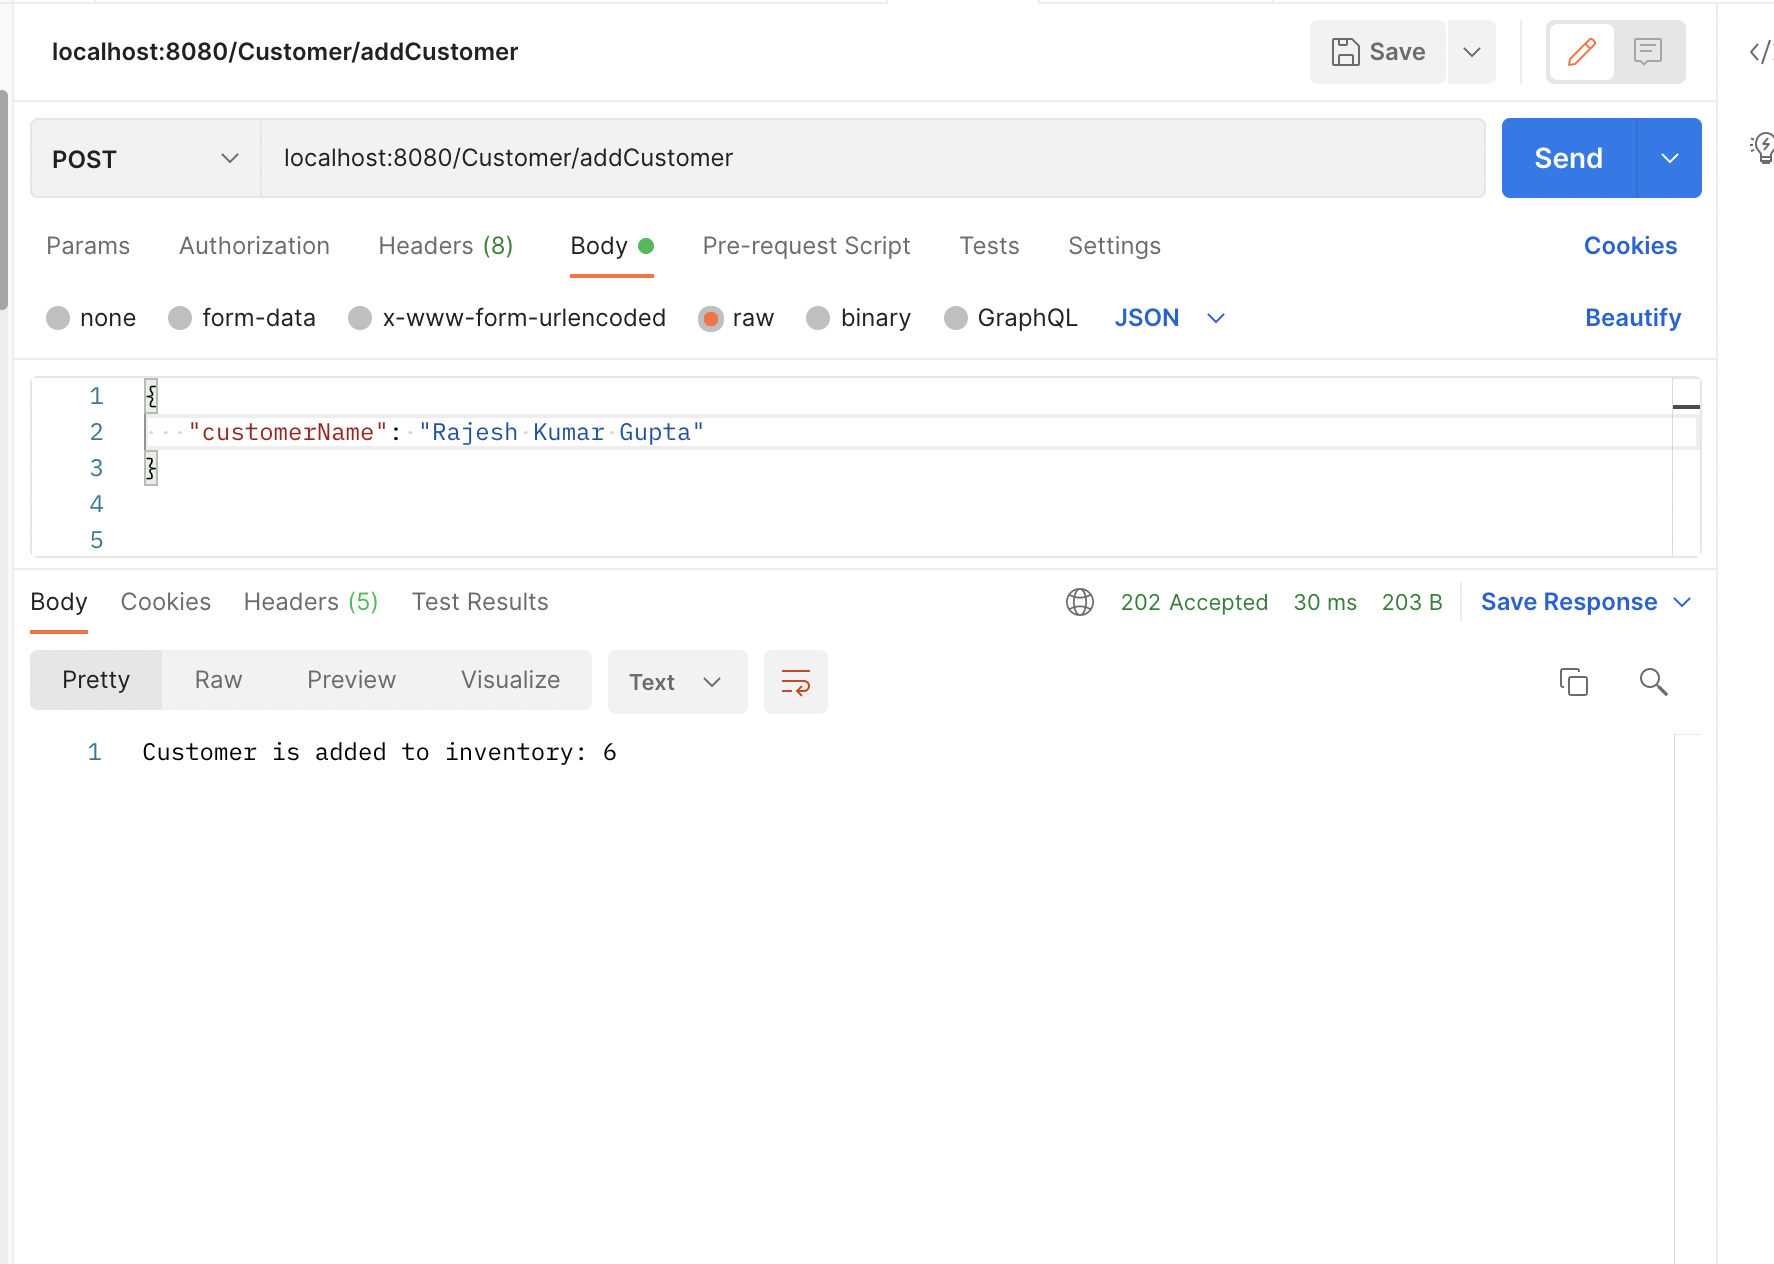 localhost:8080/Customer/addCustomer
Save
POST
localhost:8080/Customer/addCustomer
Send
Params Authorization Headers (8) Body Pre-request Script Tests Settings Cookies
none form-data x-www-form-urlencoded raw binary GraphQL JSON Beautify
1 {
2 "customerName": "Rajesh Kumar Gupta"
3 }
4
5
Body Cookies Headers (5) Test Results 202 Accepted 30 ms 203 B Save Response
Pretty Raw Preview Visualize Text
1 Customer is added to inventory: 6